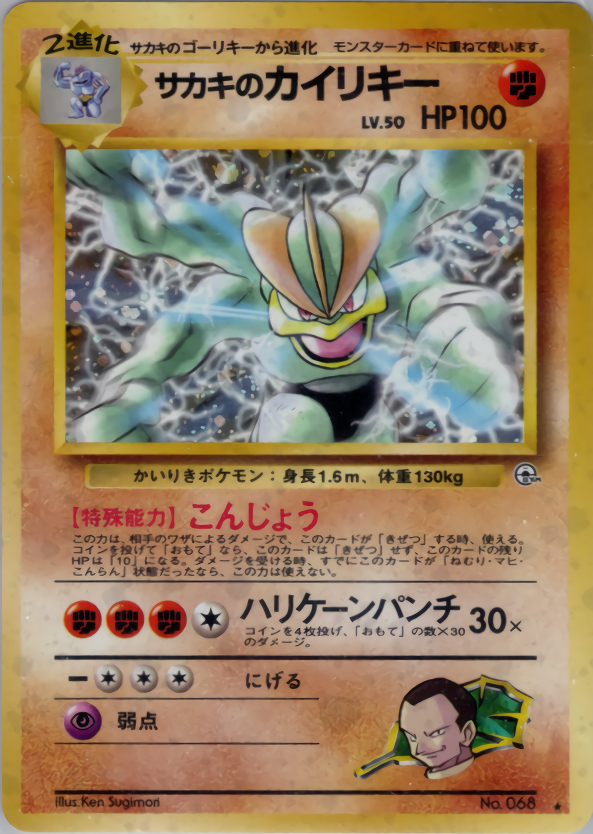 2進化 サカキのゴーリキーから進化 モンスターカードに重ねて使います。
サカキのカイリキー
LV.50 HP100
かいりきポケモン：身長1.6m、体重130kg
GYM
【特殊能力】こんじょう
この力は、相手のワザによるダメージで、このカードが「きぜつ」する時、使える。
コインを投げて「おもて」なら、このカードは「きぜつ」せず、このカードの残り
HPは「10」になる。ダメージを受ける時、すでにこのカードが「ねむり・マヒ・
こんらん」状態だったなら、この力は使えない。
ハリケーンパンチ 30×
コインを4枚投げ、「おもて」の数×30
のダメージ。
ー にげる
弱点
Illus.Ken Sugimori
No.068 ★